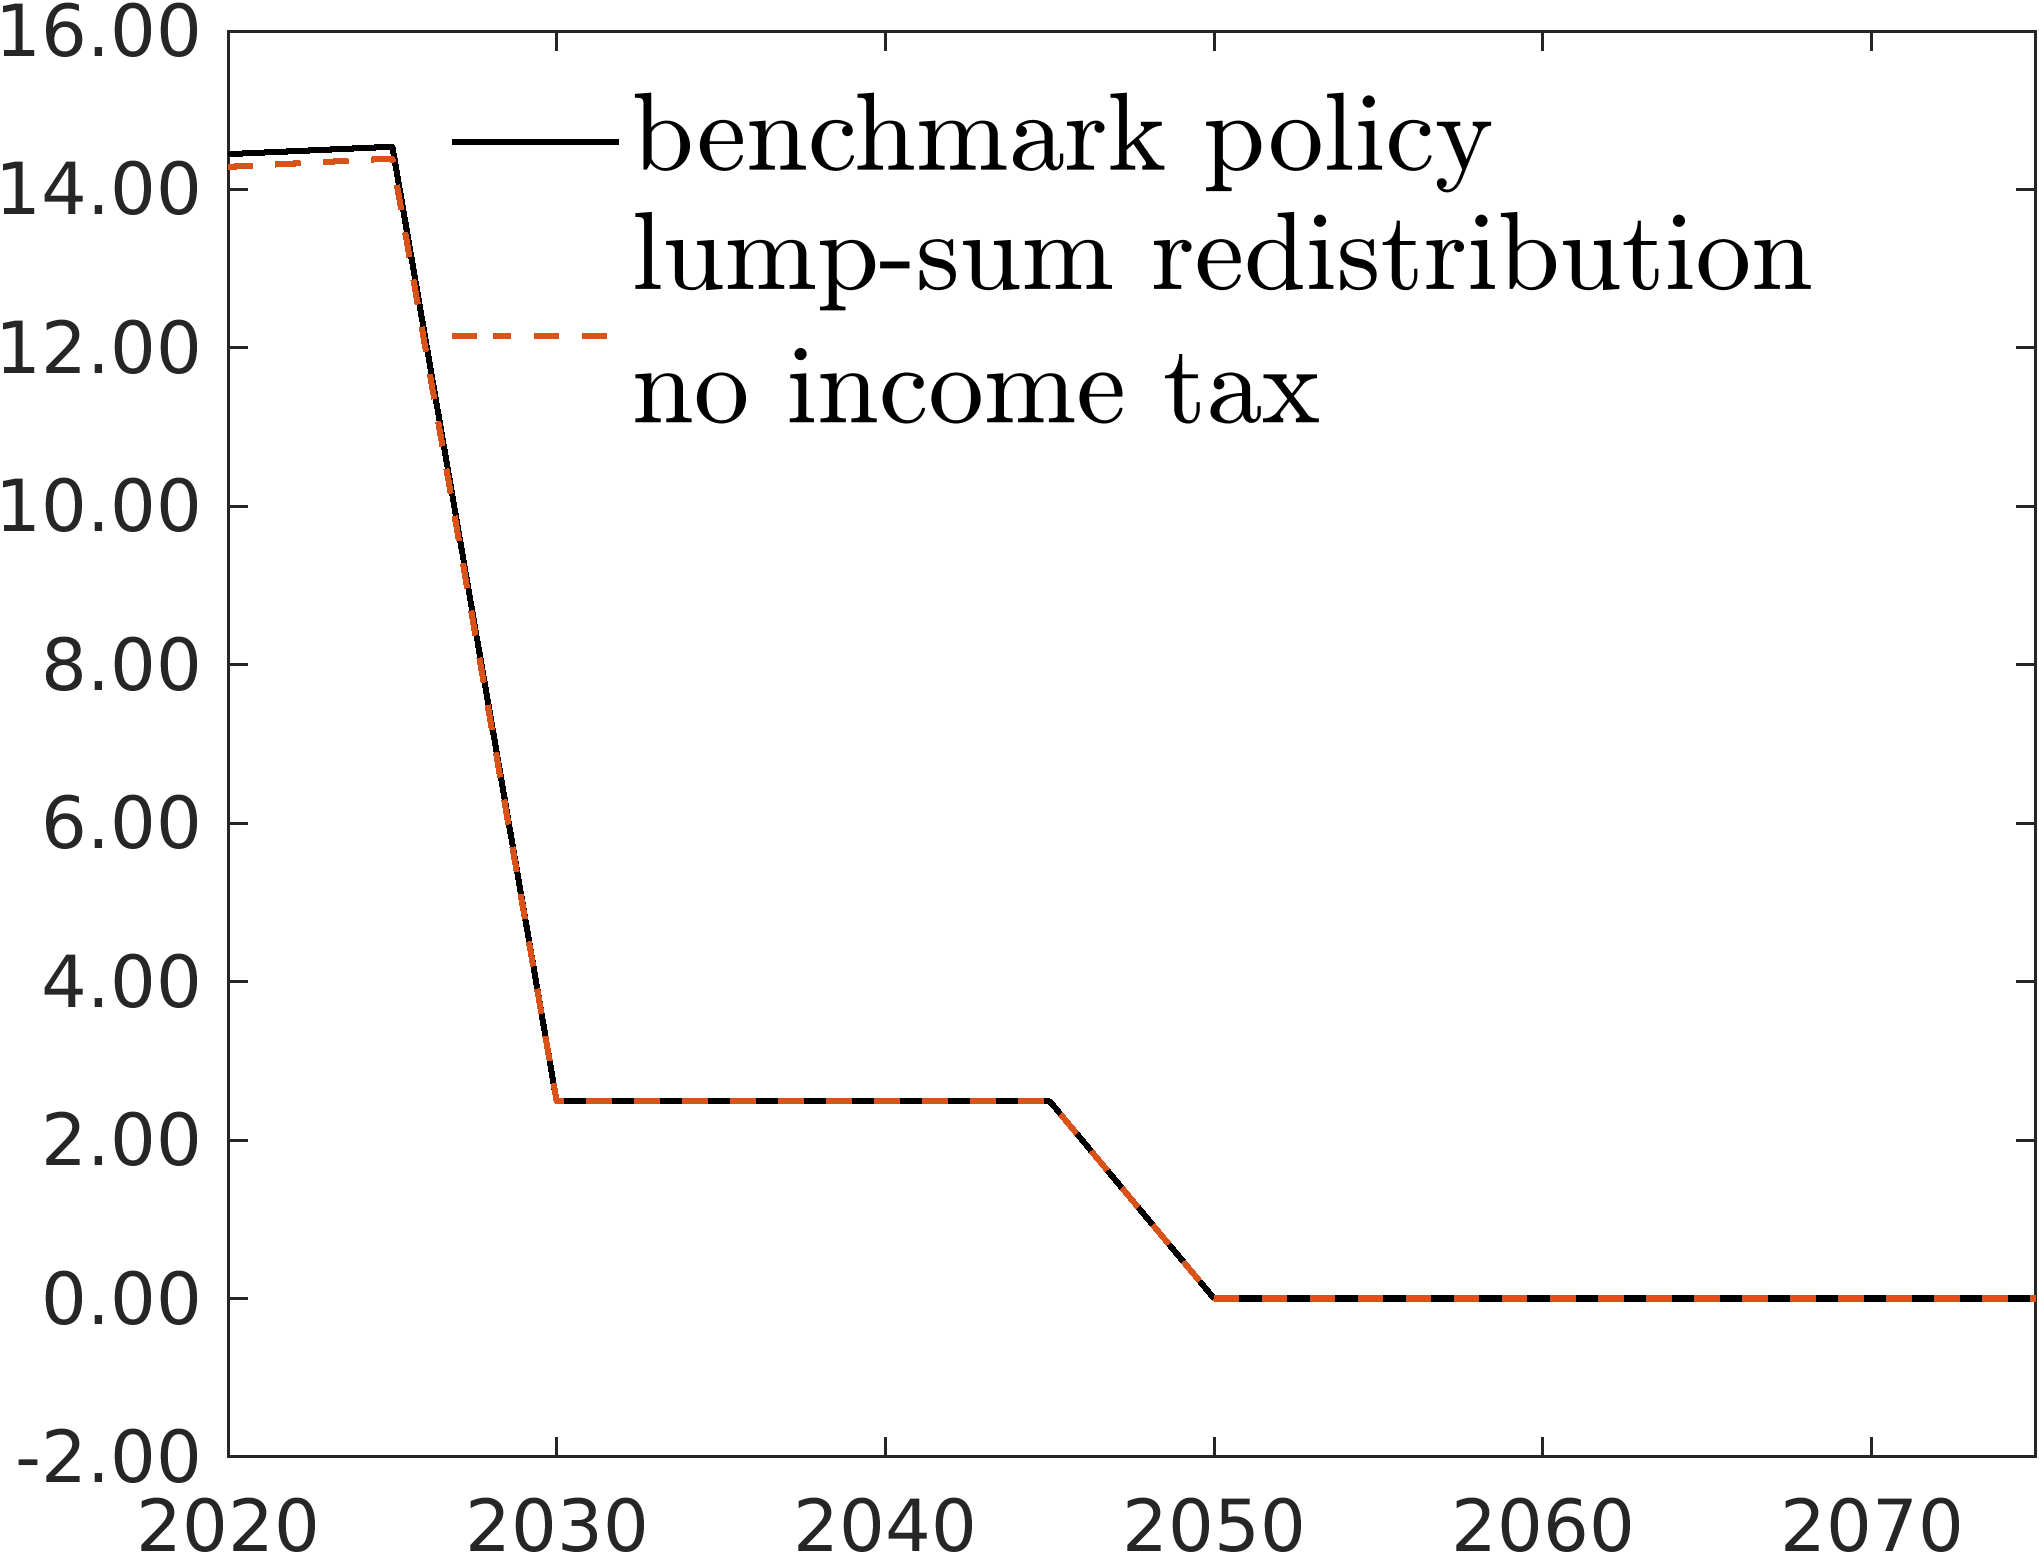 16.00
benchmark policy
14.00
lump-sum redistribution
12.00
no income tax
10.00
8.00
6.00
4.00
2.00
0.00
-2.00
2020 2030 2040 2050 2060 2070